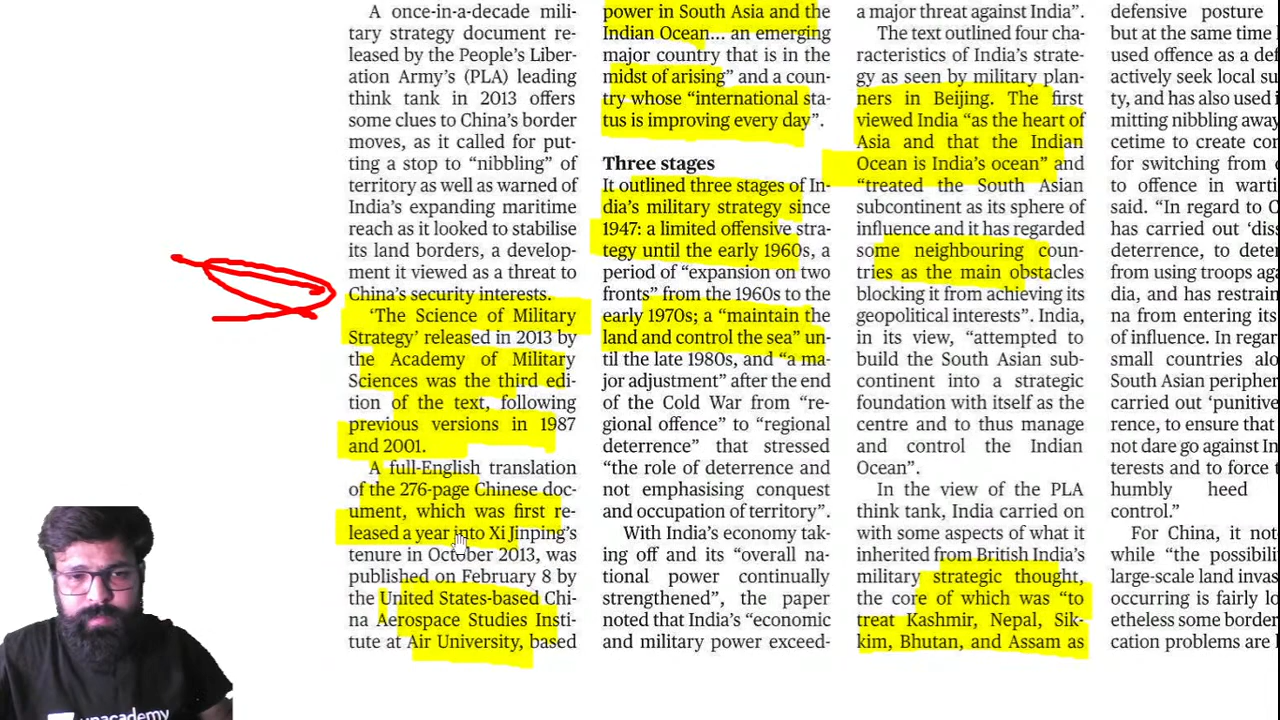 A once-in-a-decade mili-
tary strategy document re-
leased by the People's Liber-
ation Army's (PLA) leading
think tank in 2013 offers
some clues to China's border
moves, as it called for put-
ting a stop to “nibbling” of
territory as well as warned of
India's expanding maritime
reach as it looked to stabilise
its land borders, a develop-
ment it viewed as a threat to
China's security interests.
‘The Science of Military
Strategy’ released in 2013 by
the Academy of Military
Sciences was the third edi-
tion of the text, following
previous versions in 1987
and 2001.
A full-English translation
of the 276-page Chinese doc-
ument, which was first re-
leased a year into Xi Jinping's
tenure in October 2013, was
published on February 8 by
the United States-based Chi-
na Aerospace Studies Insti-
tute at Air University, based
power in South Asia and the
Indian Ocean... an emerging
major country that is in the
midst of arising” and a coun-
try whose “international sta-
tus is improving every day”.
Three stages
It outlined three stages of In-
dia's military strategy since
1947: a limited offensive stra-
tegy until the early 1960s, a
period of “expansion on two
fronts” from the 1960s to the
early 1970s; a “maintain the
land and control the sea” un-
til the late 1980s, and “a ma-
jor adjustment” after the end
of the Cold War from “re-
gional offence” to “regional
deterrence” that stressed
“the role of deterrence and
not emphasising conquest
and occupation of territory”.
With India's economy tak-
ing off and its “overall na-
tional power continually
strengthened”, the paper
noted that India's “economic
and military power exceed-
a major threat against India”.
The text outlined four cha-
racteristics of India's strate-
gy as seen by military plan-
ners in Beijing. The first
viewed India “as the heart of
Asia and that the Indian
Ocean is India's ocean” and
“treated the South Asian
subcontinent as its sphere of
influence and it has regarded
some neighbouring coun-
tries as the main obstacles
blocking it from achieving its
geopolitical interests”. India,
in its view, “attempted to
build the South Asian sub-
continent into a strategic
foundation with itself as the
centre and to thus manage
and control the Indian
Ocean”.
In the view of the PLA
think tank, India carried on
with some aspects of what it
inherited from British India's
military strategic thought,
the core of which was “to
treat Kashmir, Nepal, Sik-
kim, Bhutan, and Assam as
defensive posture
but at the same time
used offence as a def
actively seek local su
ty, and has also used
mitting nibbling away
cetime to create con
for switching from
to offence in warti
said. “In regard to C
has carried out ‘diss
deterrence, to deter
from using troops aga
dia, and has restrain
na from entering its
of influence. In regar
small countries alo
South Asian peripher
carried out ‘punitive
rence, to ensure that
not dare go against In
terests and to force t
humbly heed
control.”
For China, it not
while “the possibili
large-scale land invas
occurring is fairly lo
etheless some border
cation problems are
unacademy